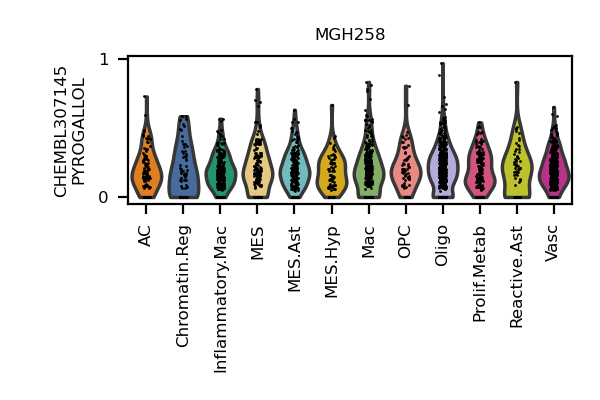 MGH258
CHEMBL307145
PYROGALLOL
1
0
AC
Chromatin.Reg
Inflammatory.Mac
MES
MES.Ast
MES.Hyp
Mac
OPC
Oligo
Prolif.Metab
Reactive.Ast
Vasc